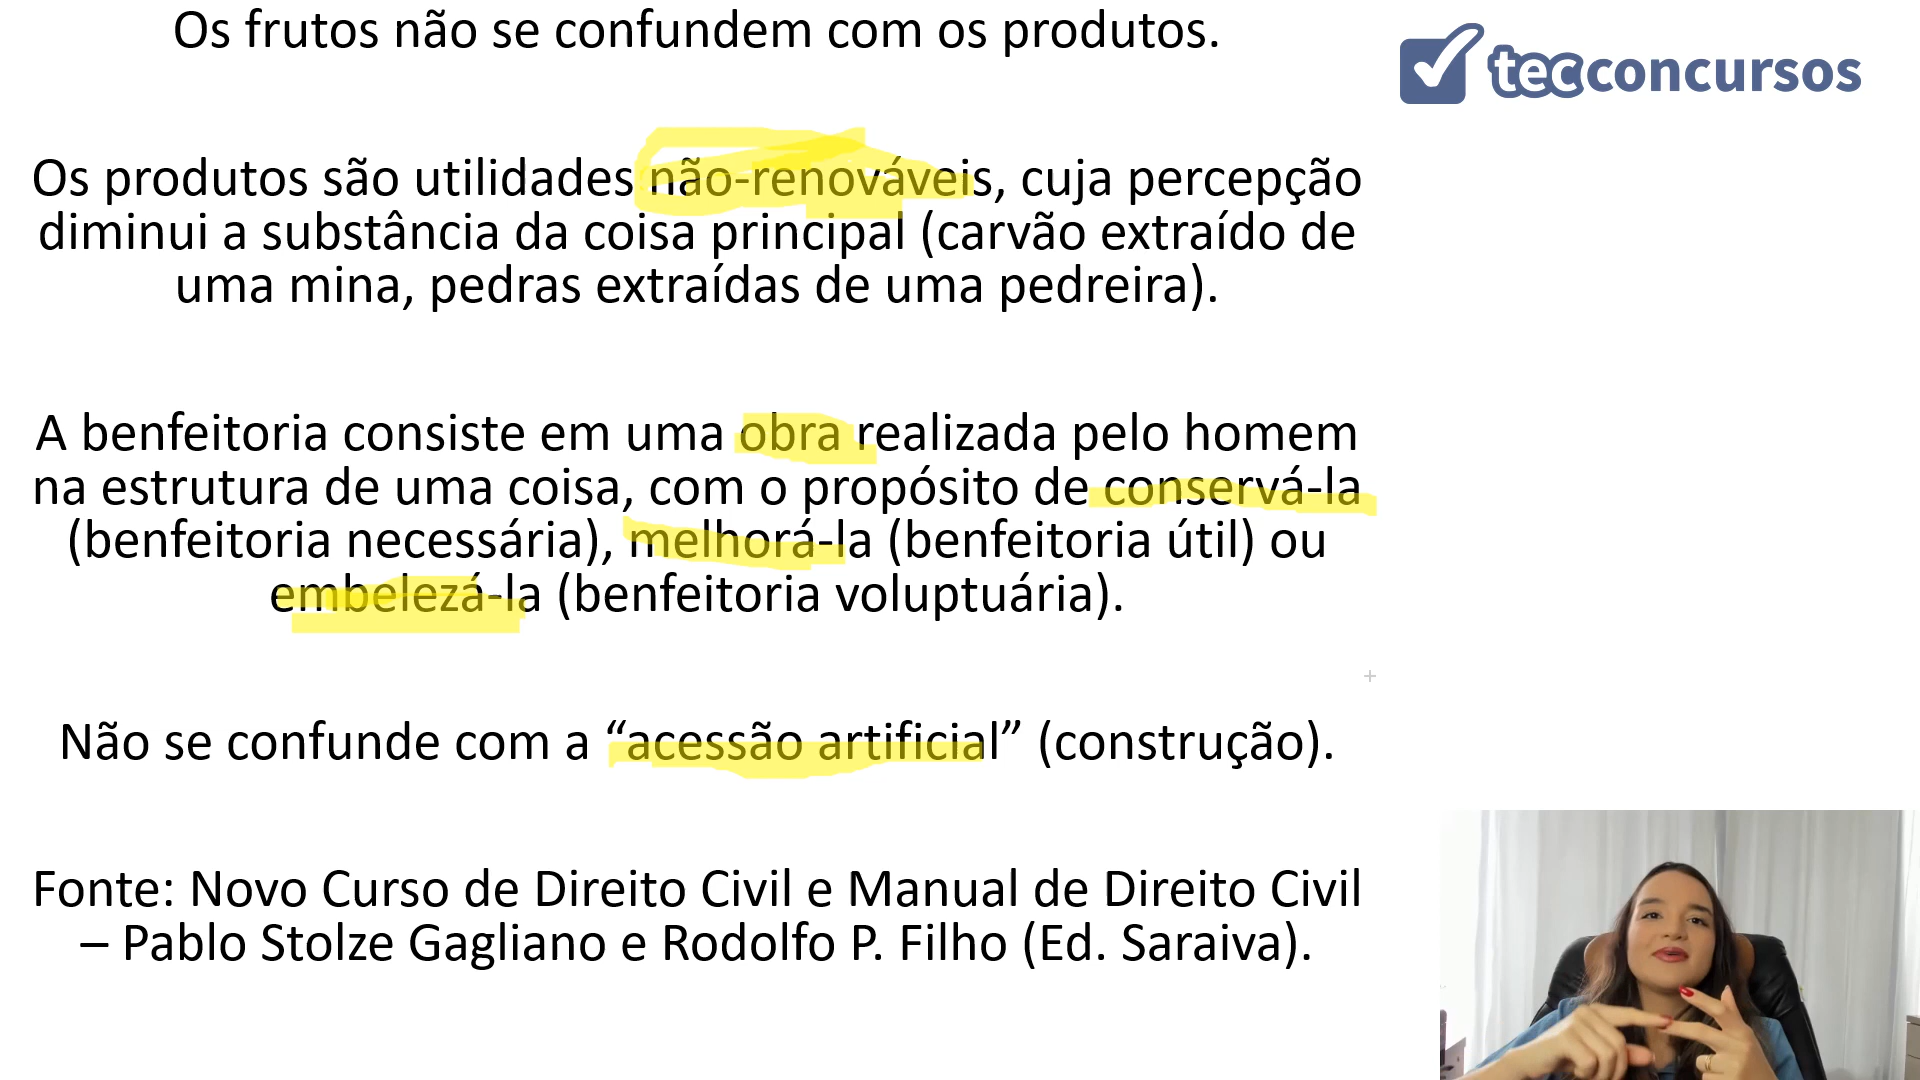 Os frutos não se confundem com os produtos.
tecconcursos
Os produtos são utilidades não-renováveis, cuja percepção
diminui a substância da coisa principal (carvão extraído de
uma mina, pedras extraídas de uma pedreira).
A benfeitoria consiste em uma obra realizada pelo homem
na estrutura de uma coisa, com o propósito de conservá-la
(benfeitoria necessária), melhorá-la (benfeitoria útil) ou
embelezá-la (benfeitoria voluptuária).
Não se confunde com a “acessão artificial” (construção).
Fonte: Novo Curso de Direito Civil e Manual de Direito Civil
– Pablo Stolze Gagliano e Rodolfo P. Filho (Ed. Saraiva).